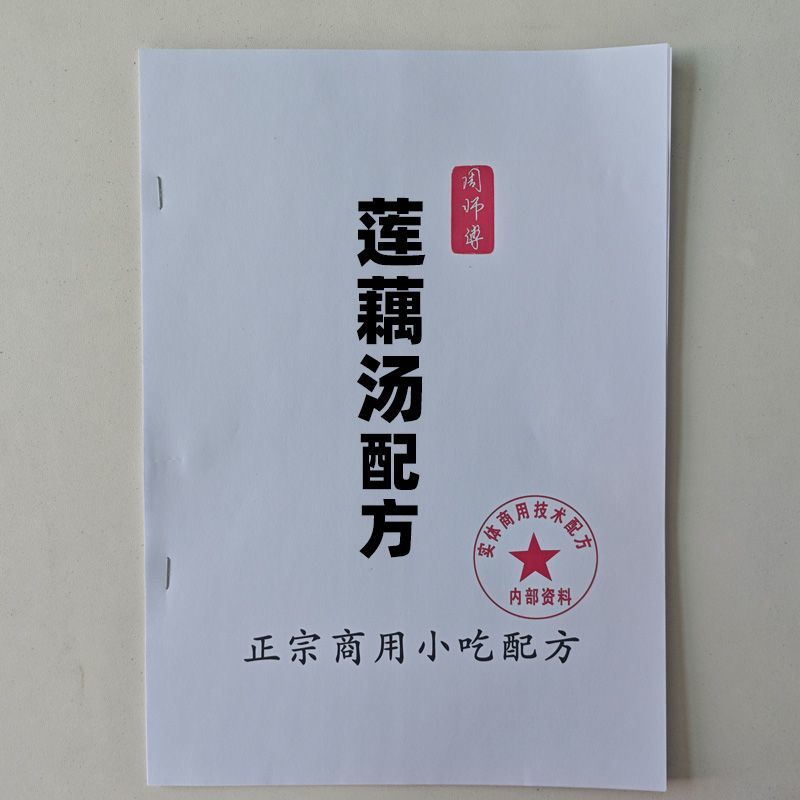 周师傅
莲藕汤配方
实体商用技术配方
内部资料
正宗商用小吃配方